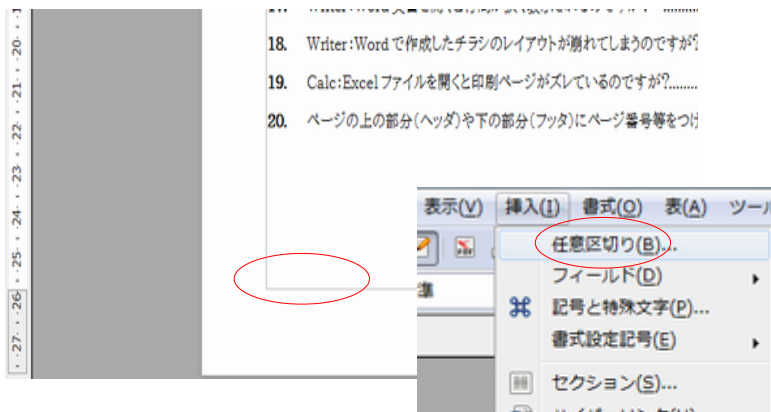 18. Writer:Wordで作成したチラシのレイアウトが崩れてしまうのですが?
19. Calc:Excelファイルを開くと印刷ページがズレているのですが?........
20. ページの上の部分(ヘッダ)や下の部分(フッタ)にページ番号等をつけ
20
21
22
23
24
25
26
27
表示(V) 挿入(I) 書式(O) 表(A) ツール
任意区切り(B)...
フィールド(D)
準
記号と特殊文字(P)...
書式設定記号(E)
セクション(S)...